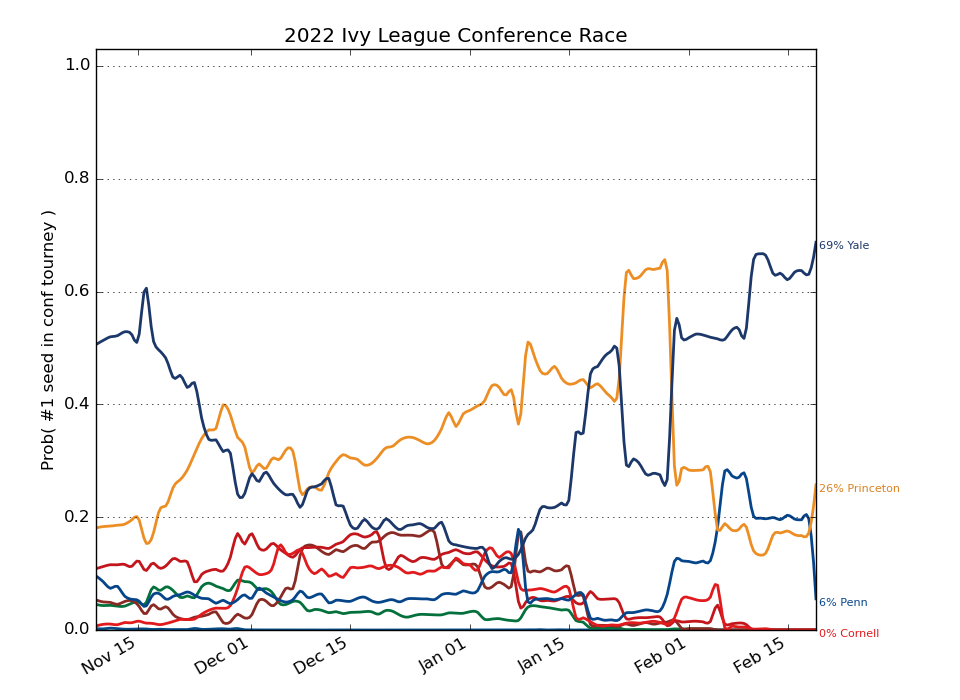 2022 Ivy League Conference Race
Prob( #1 seed in conf tourney )
1.0
0.8
0.6
0.4
0.2
0.0
69% Yale
26% Princeton
6% Penn
0% Cornell
Nov 15
Dec 01
Dec 15
Jan 01
Jan 15
Feb 01
Feb 15